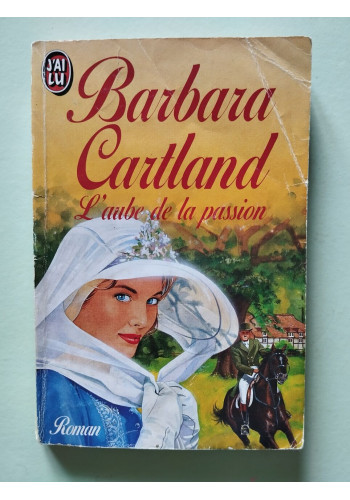 J'AI
LU
Barbara
Cartland
L'aube de la passion
Roman